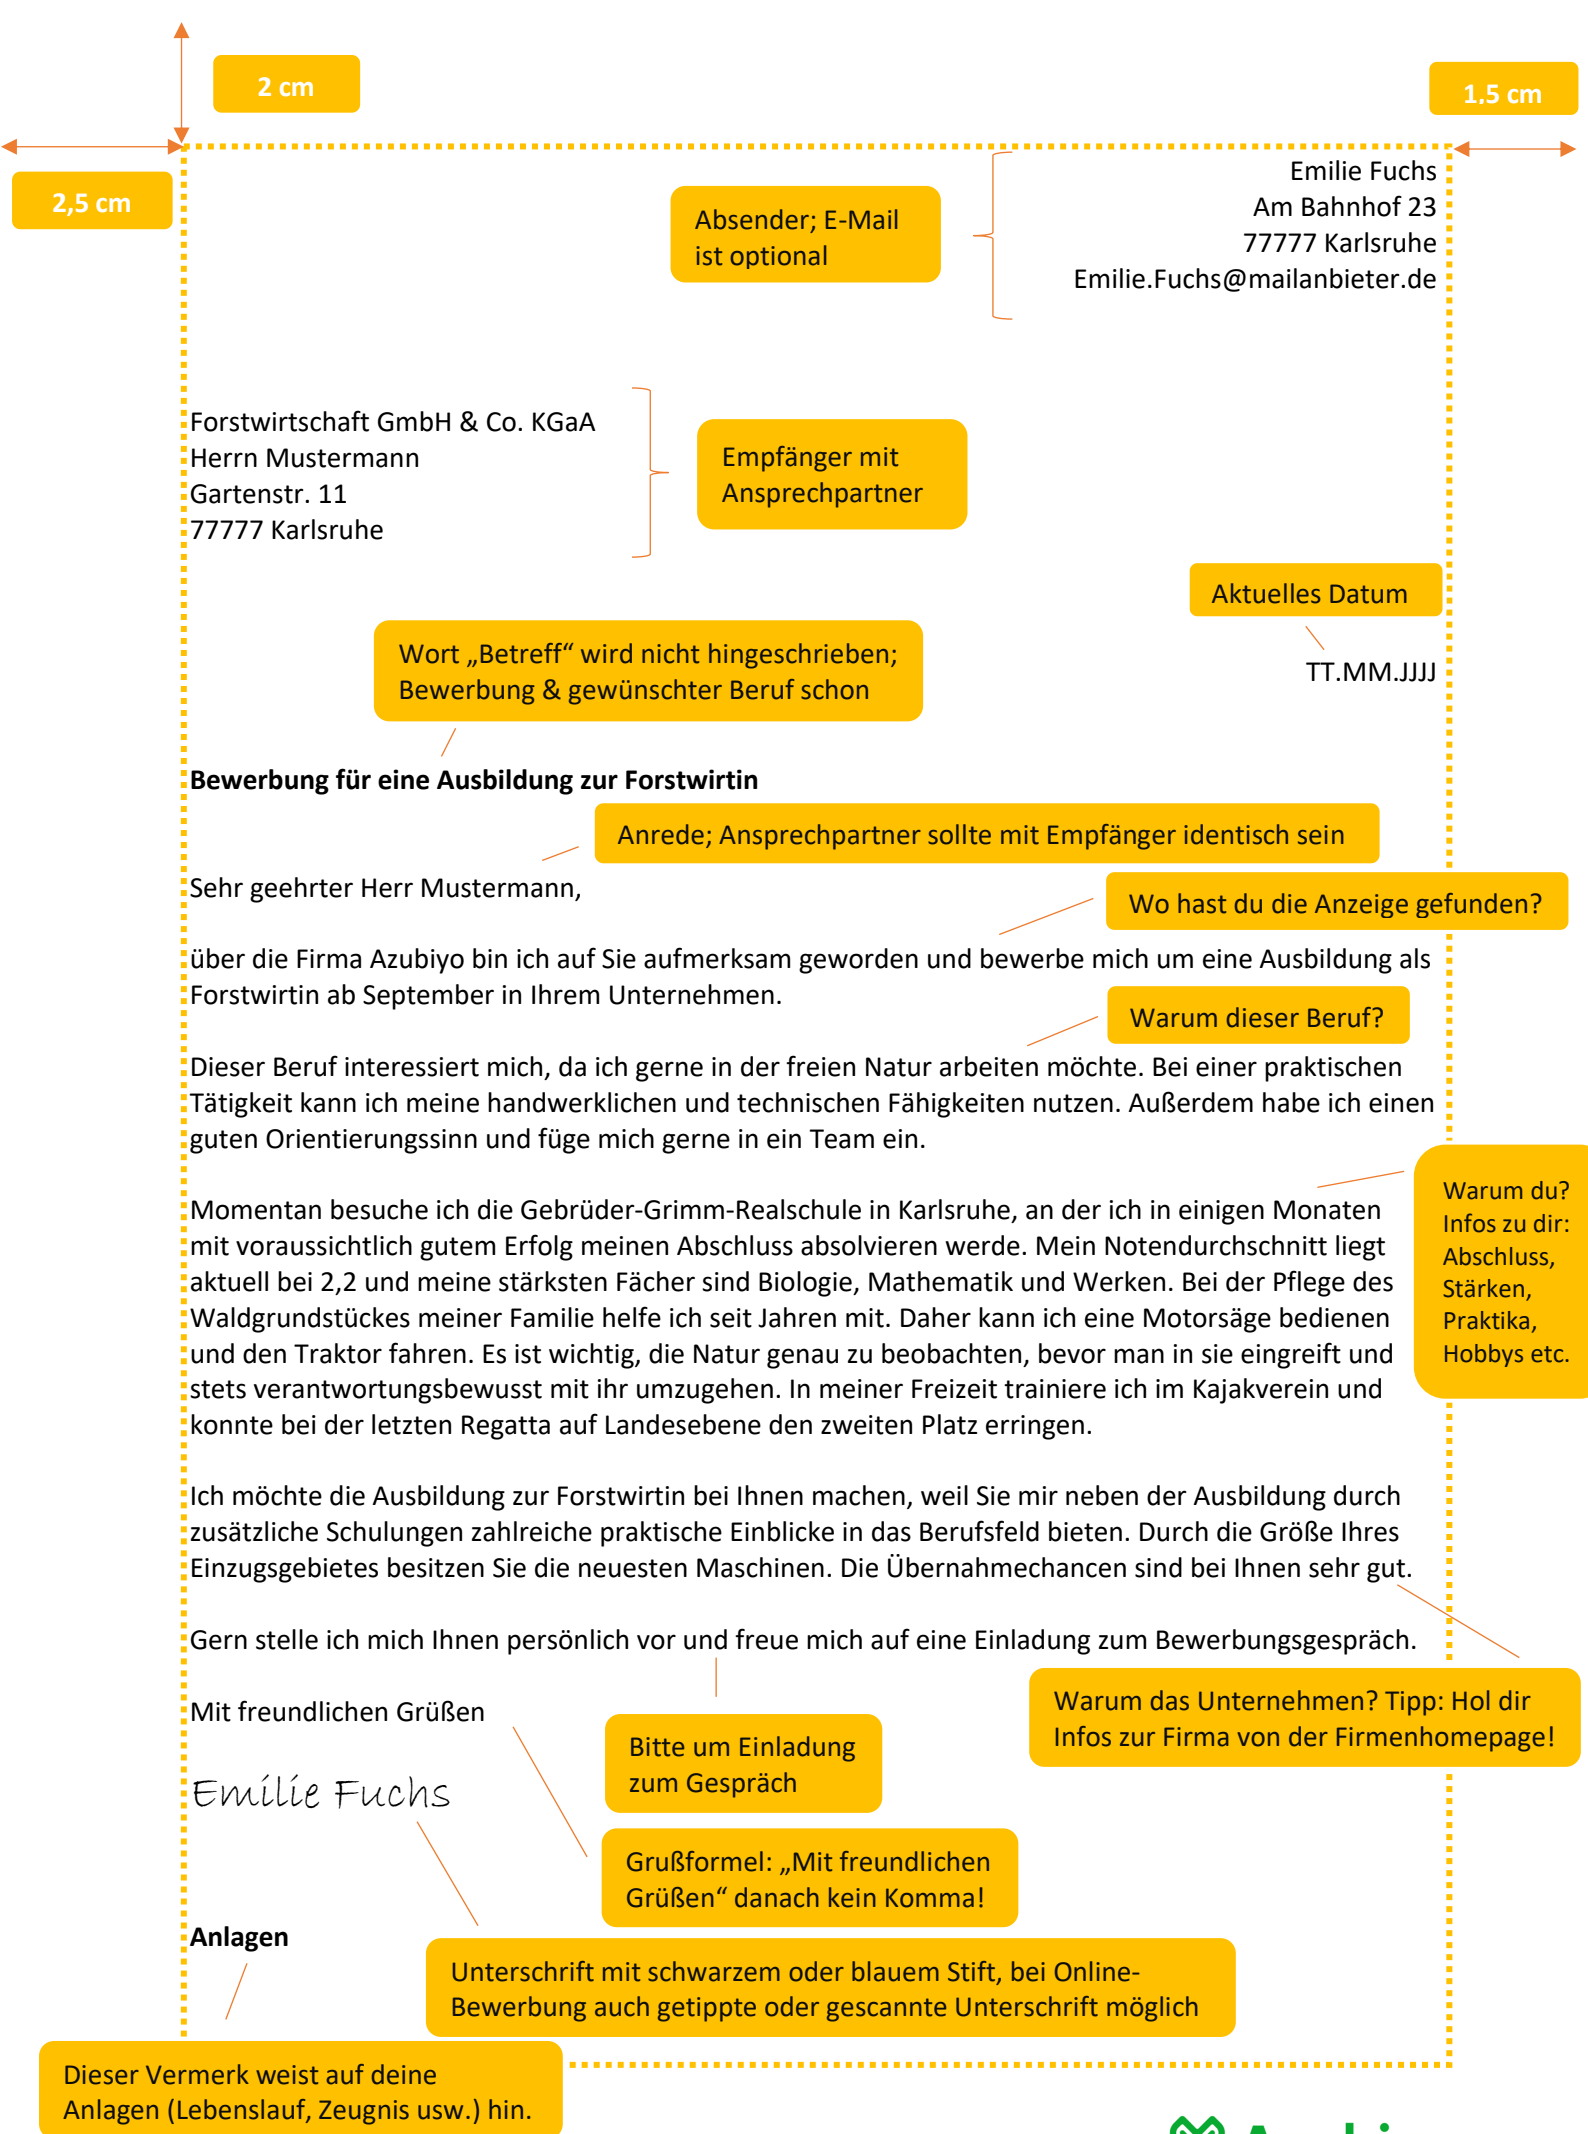 2 cm
1,5 cm
2,5 cm
Absender; E-Mail
ist optional
Emilie Fuchs
Am Bahnhof 23
77777 Karlsruhe
Emilie.Fuchs@mailanbieter.de
Forstwirtschaft GmbH & Co. KGaA
Herrn Mustermann
Gartenstr. 11
77777 Karlsruhe
Empfänger mit
Ansprechpartner
Aktuelles Datum
TT.MM.JJJJ
Wort „Betreff“ wird nicht hingeschrieben;
Bewerbung & gewünschter Beruf schon
Bewerbung für eine Ausbildung zur Forstwirtin
Anrede; Ansprechpartner sollte mit Empfänger identisch sein
Sehr geehrter Herr Mustermann,
Wo hast du die Anzeige gefunden?
über die Firma Azubiyo bin ich auf Sie aufmerksam geworden und bewerbe mich um eine Ausbildung als
Forstwirtin ab September in Ihrem Unternehmen.
Warum dieser Beruf?
Dieser Beruf interessiert mich, da ich gerne in der freien Natur arbeiten möchte. Bei einer praktischen
Tätigkeit kann ich meine handwerklichen und technischen Fähigkeiten nutzen. Außerdem habe ich einen
guten Orientierungssinn und füge mich gerne in ein Team ein.
Momentan besuche ich die Gebrüder-Grimm-Realschule in Karlsruhe, an der ich in einigen Monaten
mit voraussichtlich gutem Erfolg meinen Abschluss absolvieren werde. Mein Notendurchschnitt liegt
aktuell bei 2,2 und meine stärksten Fächer sind Biologie, Mathematik und Werken. Bei der Pflege des
Waldgrundstückes meiner Familie helfe ich seit Jahren mit. Daher kann ich eine Motorsäge bedienen
und den Traktor fahren. Es ist wichtig, die Natur genau zu beobachten, bevor man in sie eingreift und
stets verantwortungsbewusst mit ihr umzugehen. In meiner Freizeit trainiere ich im Kajakverein und
konnte bei der letzten Regatta auf Landesebene den zweiten Platz erringen.
Warum du?
Infos zu dir:
Abschluss,
Stärken,
Praktika,
Hobbys etc.
Ich möchte die Ausbildung zur Forstwirtin bei Ihnen machen, weil Sie mir neben der Ausbildung durch
zusätzliche Schulungen zahlreiche praktische Einblicke in das Berufsfeld bieten. Durch die Größe Ihres
Einzugsgebietes besitzen Sie die neuesten Maschinen. Die Übernahmechancen sind bei Ihnen sehr gut.
Gern stelle ich mich Ihnen persönlich vor und freue mich auf eine Einladung zum Bewerbungsgespräch.
Warum das Unternehmen? Tipp: Hol dir
Infos zur Firma von der Firmenhomepage!
Mit freundlichen Grüßen
Bitte um Einladung
zum Gespräch
Emilie Fuchs
Grußformel: „Mit freundlichen
Grüßen“ danach kein Komma!
Anlagen
Unterschrift mit schwarzem oder blauem Stift, bei Online-
Bewerbung auch getippte oder gescannte Unterschrift möglich
Dieser Vermerk weist auf deine
Anlagen (Lebenslauf, Zeugnis usw.) hin.